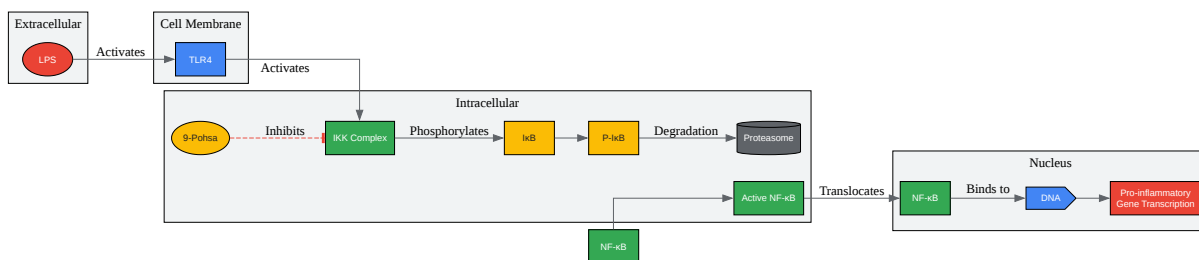 Extracellular
Cell Membrane
LPS
Activates
TLR4
Activates
Intracellular
9-Pohsa
Inhibits
IKK Complex
Phosphorylates
IκB
P-IκB
Degradation
Proteasome
Nucleus
Active NF-κB
Translocates
NF-κB
Binds to
DNA
Pro-inflammatory
Gene Transcription
NF-κB